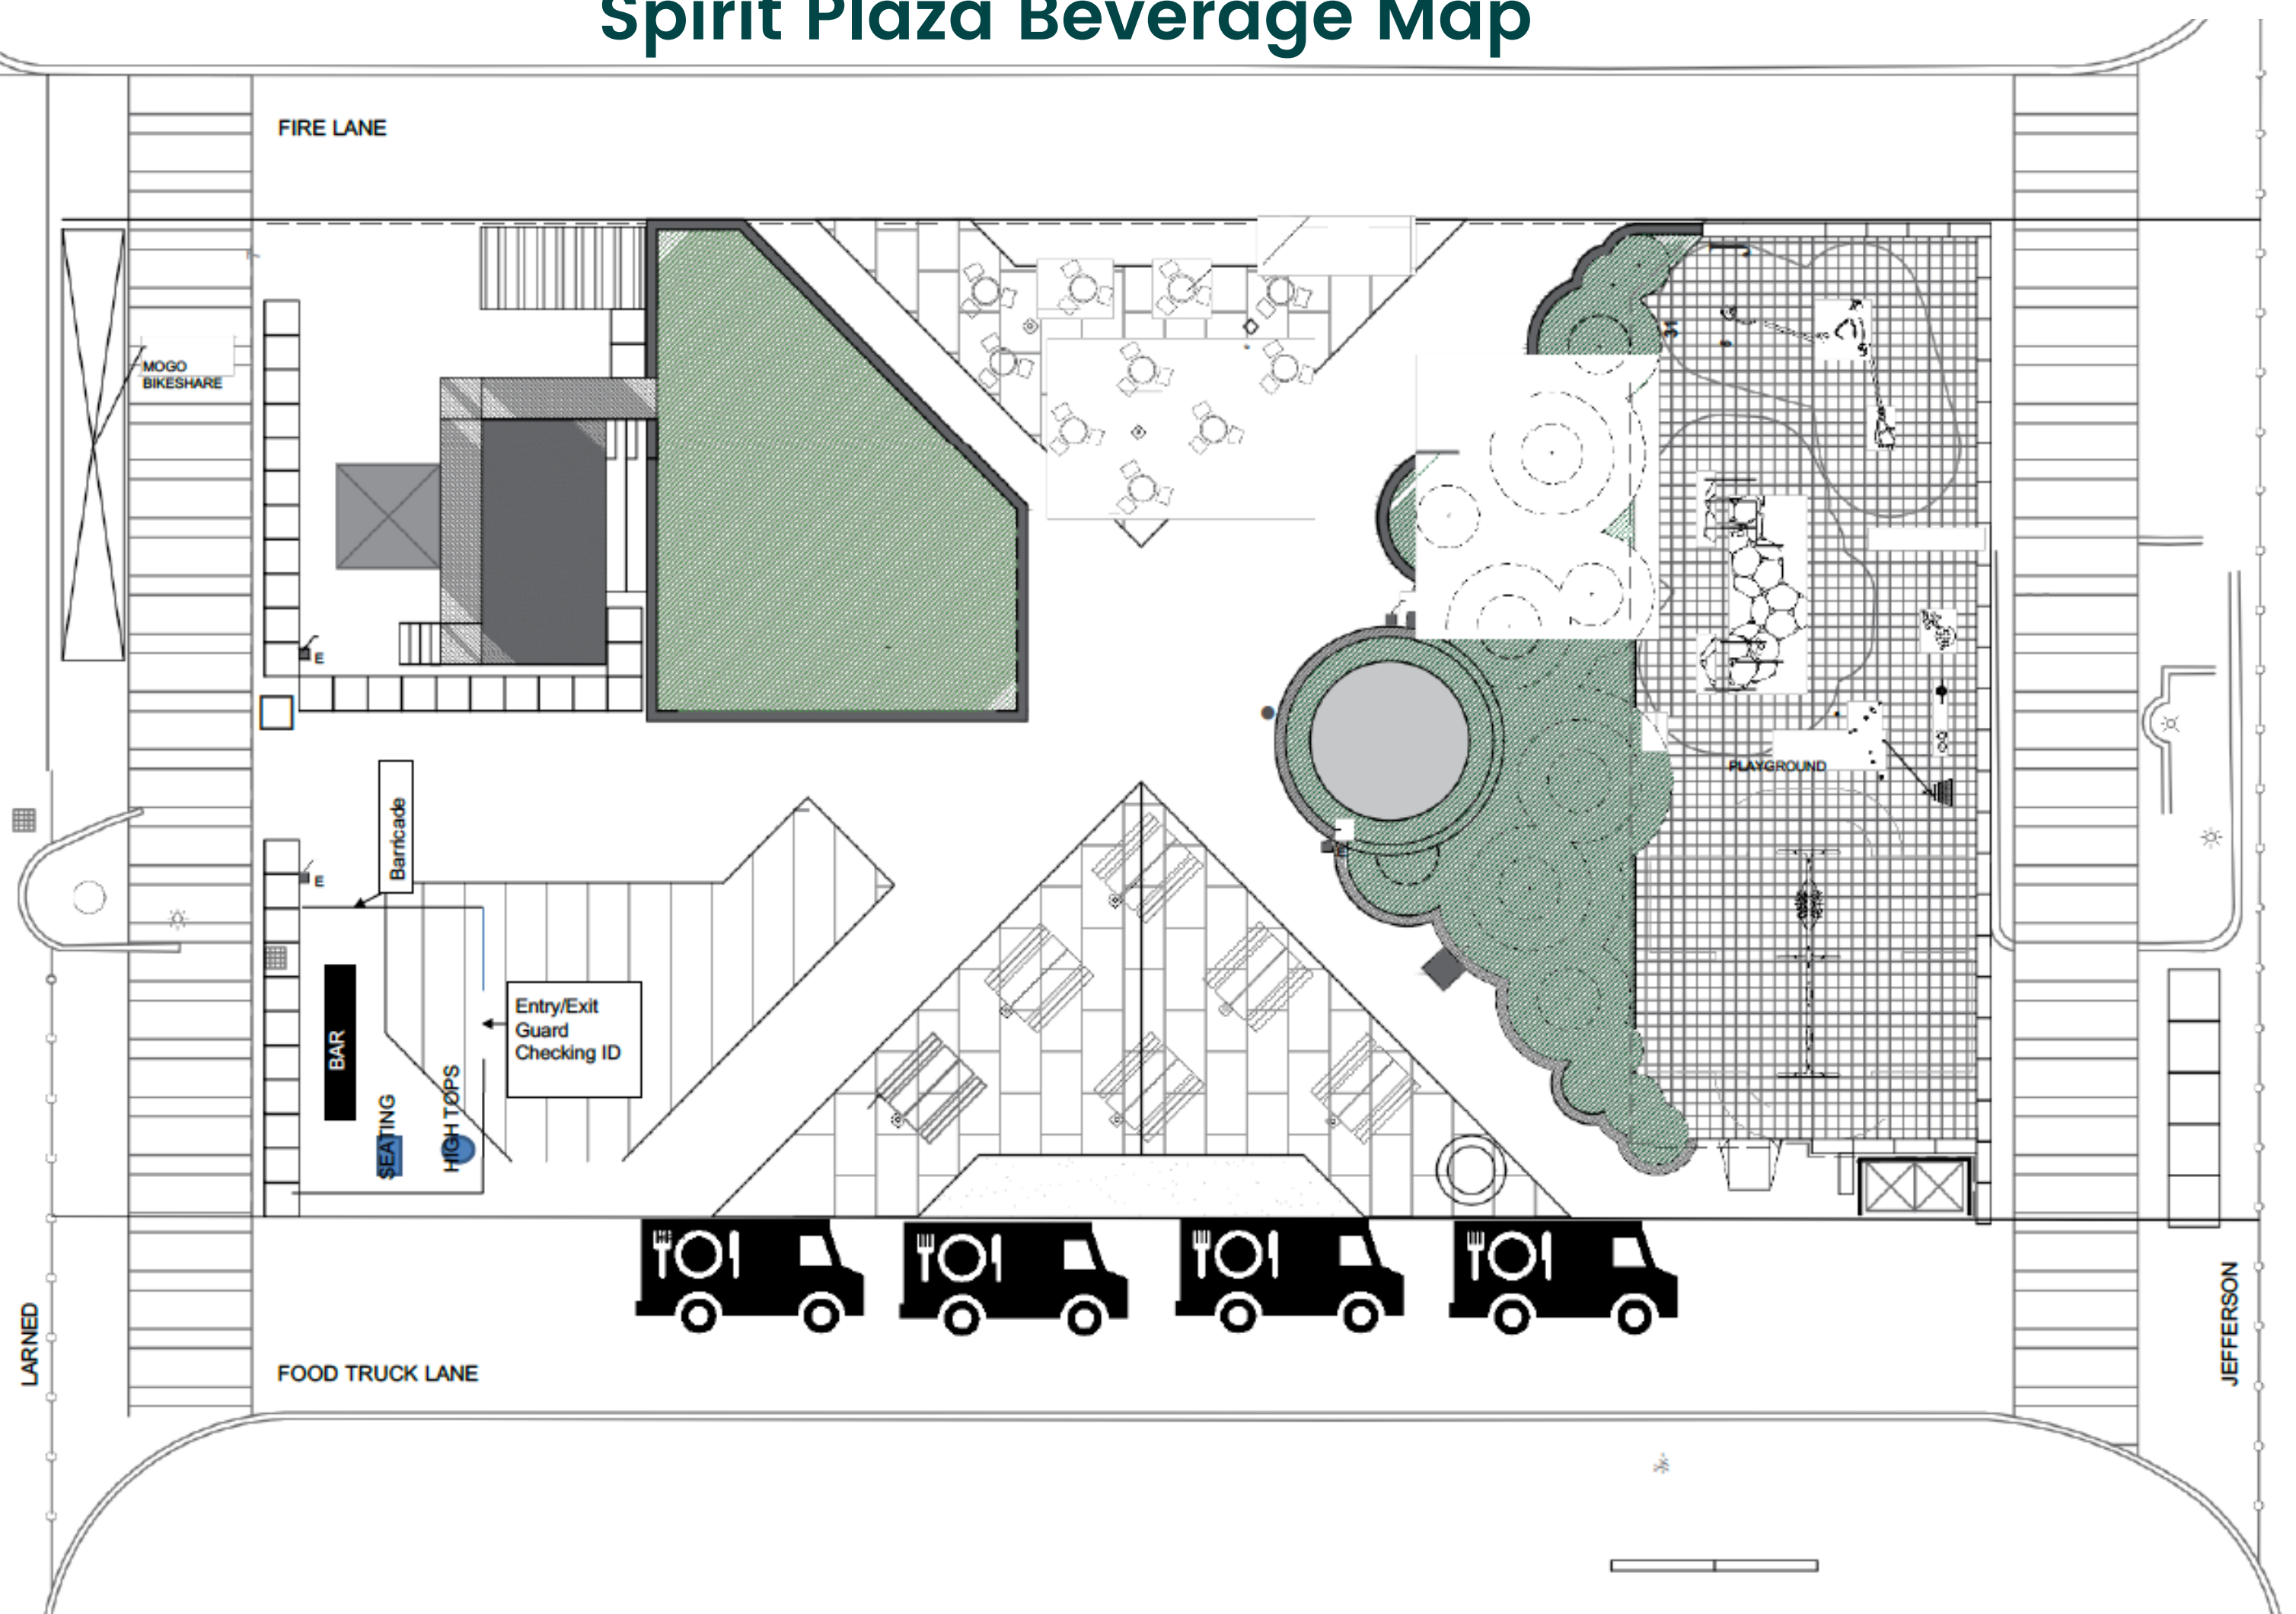 Spirit Plaza Beverage Map
FIRE LANE
MOGO
BIKESHARE
31
E
PLAYGROUND
Barricade
E
Entry/Exit
Guard
Checking ID
BAR
SEATING
HIGH TOPS
LARNED
JEFFERSON
FOOD TRUCK LANE